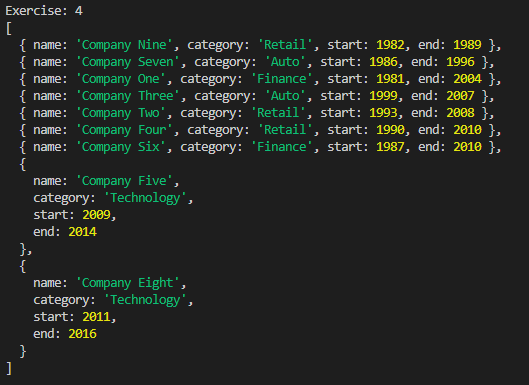 Exercise: 4
[
  { name: 'Company Nine', category: 'Retail', start: 1982, end: 1989 },
  { name: 'Company Seven', category: 'Auto', start: 1986, end: 1996 },
  { name: 'Company One', category: 'Finance', start: 1981, end: 2004 },
  { name: 'Company Three', category: 'Auto', start: 1999, end: 2007 },
  { name: 'Company Two', category: 'Retail', start: 1993, end: 2008 },
  { name: 'Company Four', category: 'Retail', start: 1990, end: 2010 },
  { name: 'Company Six', category: 'Finance', start: 1987, end: 2010 },
  {
    name: 'Company Five',
    category: 'Technology',
    start: 2009,
    end: 2014
  },
  {
    name: 'Company Eight',
    category: 'Technology',
    start: 2011,
    end: 2016
  }
]